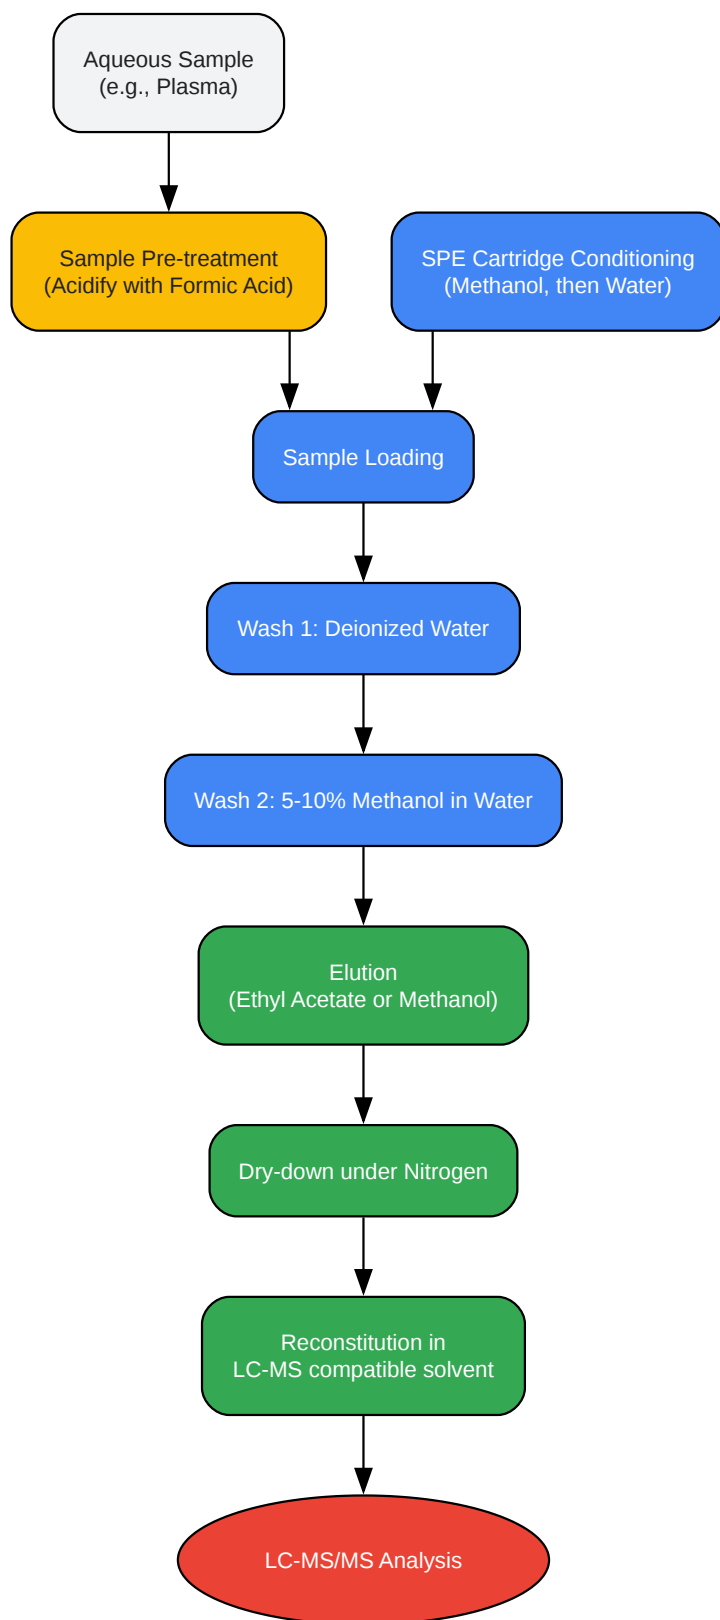 Aqueous Sample
(e.g., Plasma)
Sample Pre-treatment
(Acidify with Formic Acid)
SPE Cartridge Conditioning
(Methanol, then Water)
Sample Loading
Wash 1: Deionized Water
Wash 2: 5-10% Methanol in Water
Elution
(Ethyl Acetate or Methanol)
Dry-down under Nitrogen
Reconstitution in
LC-MS compatible solvent
LC-MS/MS Analysis